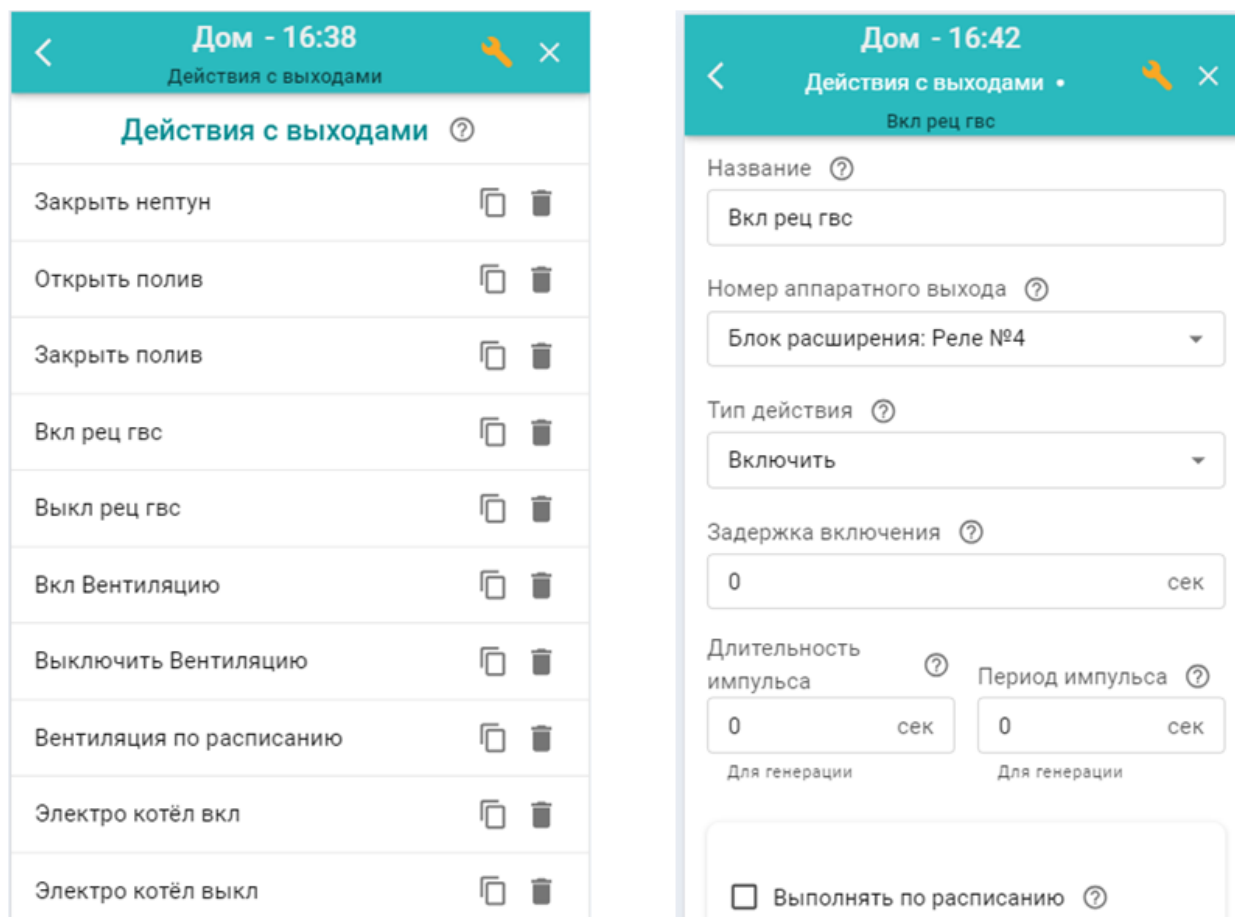 Дом - 16:38
Действия с выходами
Действия с выходами
Закрыть нептун
Открыть полив
Закрыть полив
Вкл рец гвс
Выкл рец гвс
Вкл Вентиляцию
Выключить Вентиляцию
Вентиляция по расписанию
Электро котёл вкл
Электро котёл выкл
Дом - 16:42
Действия с выходами •
Вкл рец гвс
Название
Вкл рец гвс
Номер аппаратного выхода
Блок расширения: Реле №4
Тип действия
Включить
Задержка включения
0 сек
Длительность
импульса
0 сек
Для генерации
Период импульса
0 сек
Для генерации
Выполнять по расписанию